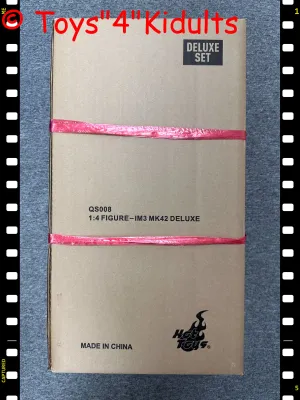 © Toys"4"Kidults
DELUXE
SET
QS008
1:4 FIGURE–IM3 MK42 DELUXE
Hot
Toys
MADE IN CHINA